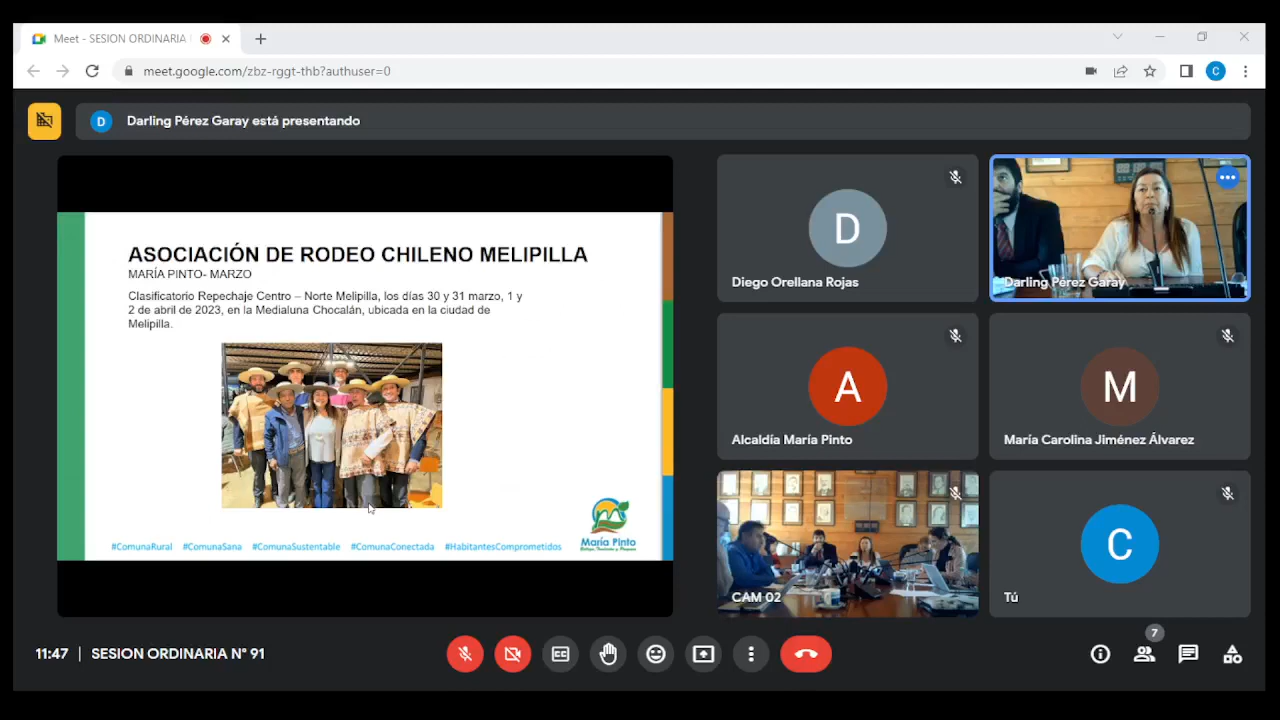 Meet - SESION ORDINARIA
meet.google.com/zbz-rggt-thb?authuser=0
C
D
Darling Pérez Garay está presentando
ASOCIACIÓN DE RODEO CHILENO MELIPILLA
MARÍA PINTO- MARZO
Clasificatorio Repechaje Centro – Norte Melipilla, los días 30 y 31 marzo, 1 y
2 de abril de 2023, en la Medialuna Chocalán, ubicada en la ciudad de
Melipilla.
María Pinto
#ComunaRural #ComunaSana #ComunaSustentable #ComunaConectada #HabitantesComprometidos
D
Diego Orellana Rojas
Darling Pérez Garay
A
Alcaldía María Pinto
M
María Carolina Jiménez Álvarez
CAM 02
C
Tú
11:47 | SESION ORDINARIA N° 91
7